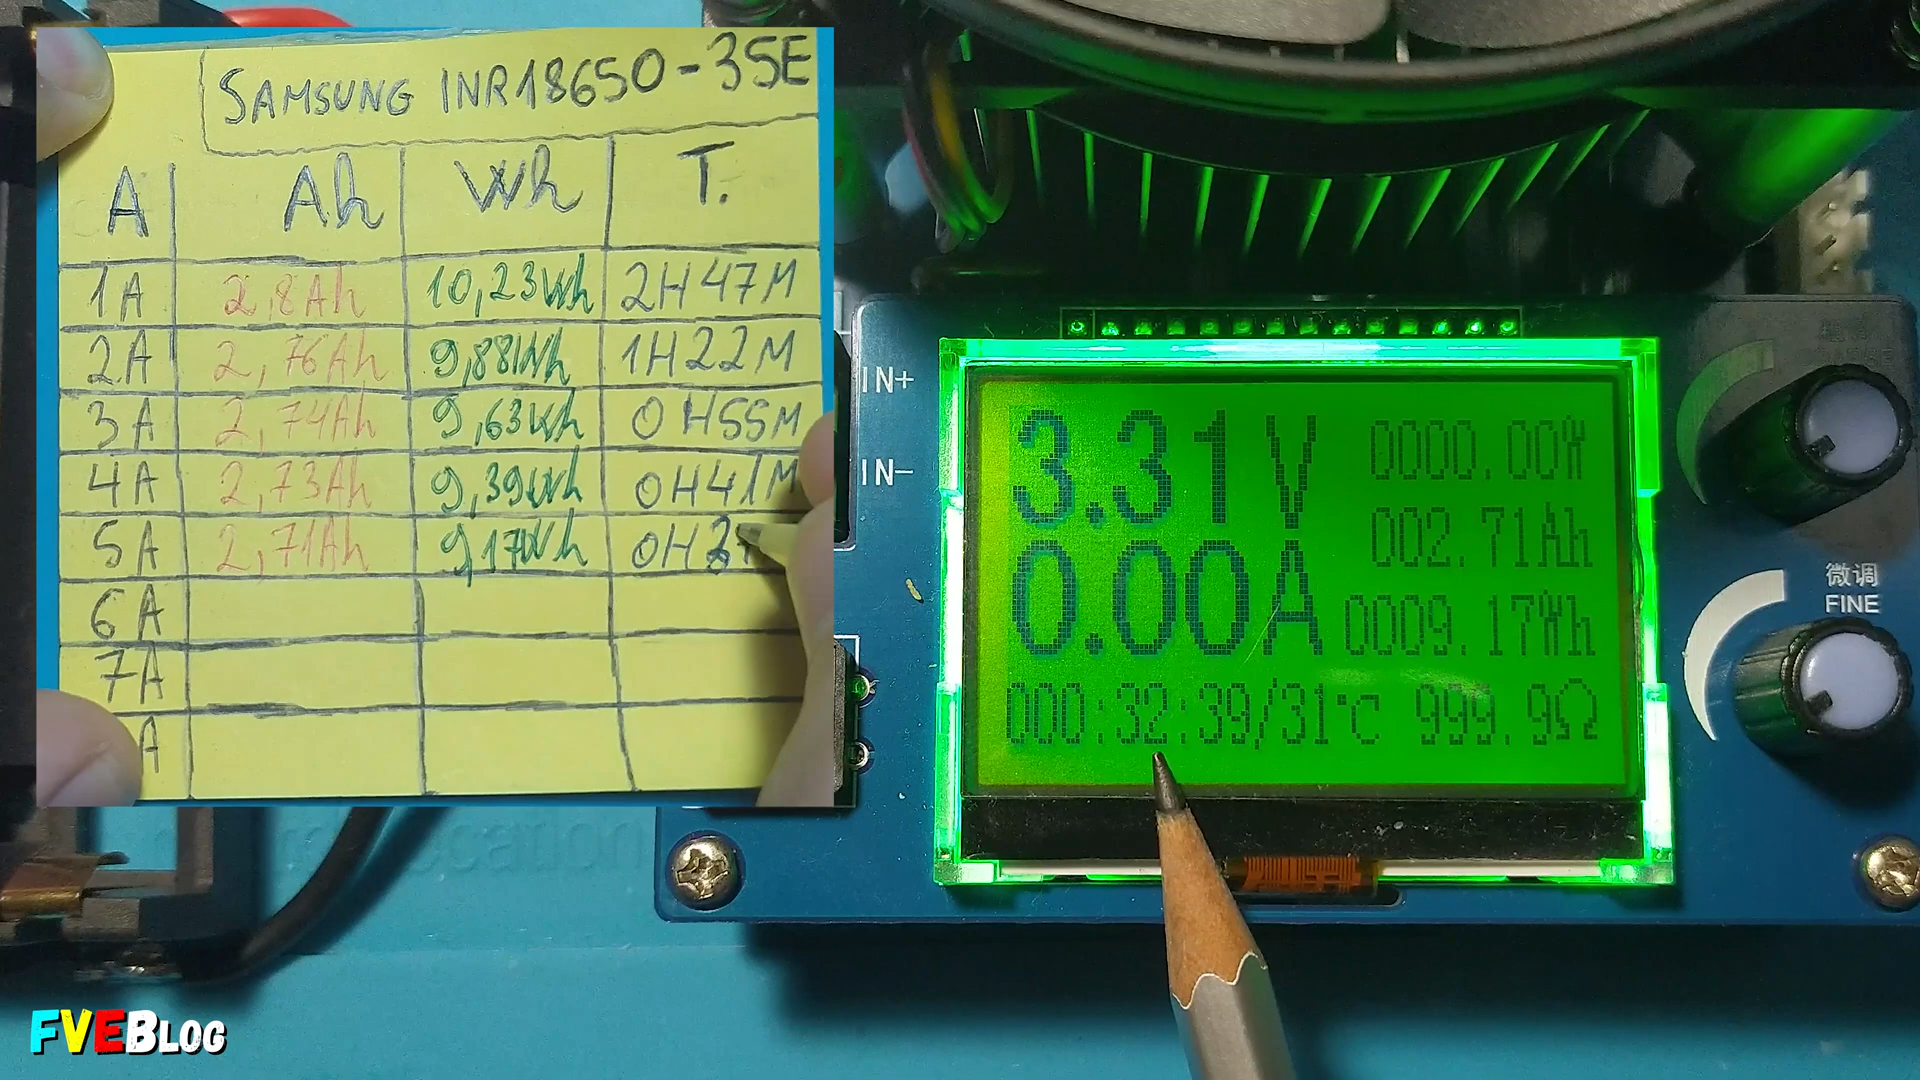 SAMSUNG INR18650-35E
A Ah Wh T.
1A 2,8Ah 10,23Wh 2H47M
2A 2,76Ah 9,88Wh 1H22M
3A 2,74Ah 9,63Wh 0H55M
4A 2,73Ah 9,39Wh 0H41M
5A 2,71Ah 9,17Wh 0H3
6A
7A
A
IN+
IN-
3.31V
0.00A
0000.00W
002.71Ah
0009.17Wh
000:32:39/31°C 999.9Ω
微调
FINE
FVEBLOG